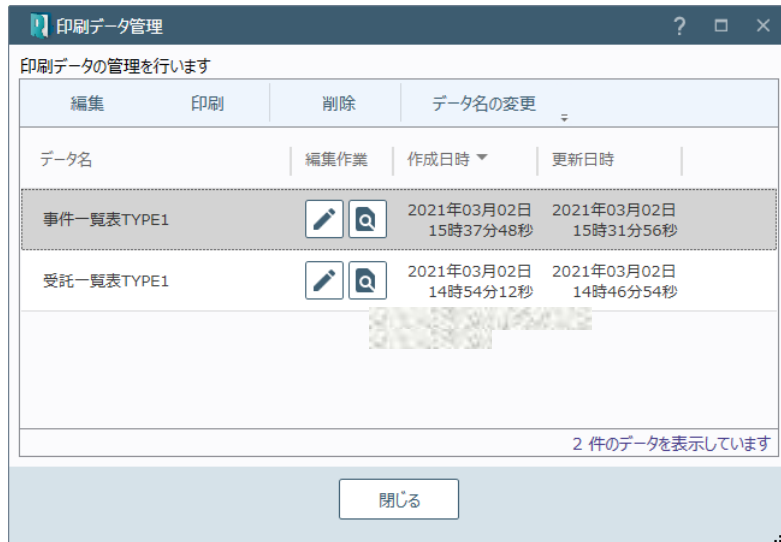 印刷データ管理
印刷データの管理を行います
編集 印刷 削除 データ名の変更
データ名 編集作業 作成日時 更新日時
事件一覧表TYPE1 2021年03月02日 15時37分48秒 2021年03月02日 15時31分56秒
受託一覧表TYPE1 2021年03月02日 14時54分12秒 2021年03月02日 14時46分54秒
2 件のデータを表示しています
閉じる